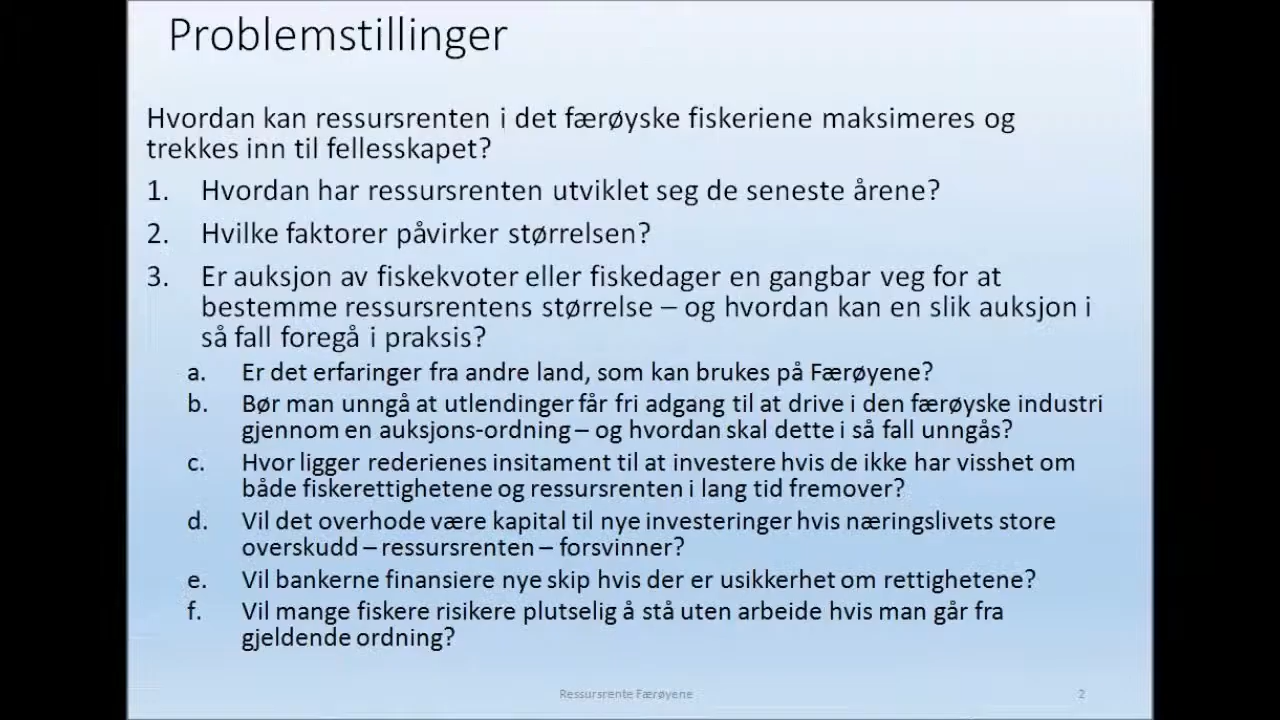 Problemstillinger
Hvordan kan ressursrenten i det færøyske fiskeriene maksimeres og
trekkes inn til fellesskapet?
1. Hvordan har ressursrenten utviklet seg de seneste årene?
2. Hvilke faktorer påvirker størrelsen?
3. Er auksjon av fiskekvoter eller fiskedager en gangbar veg for at
bestemme ressursrentens størrelse – og hvordan kan en slik auksjon i
så fall foregå i praksis?
a. Er det erfaringer fra andre land, som kan brukes på Færøyene?
b. Bør man unngå at utlendinger får fri adgang til at drive i den færøyske industri
gjennom en auksjons-ordning – og hvordan skal dette i så fall unngås?
c. Hvor ligger rederienes insitament til at investere hvis de ikke har visshet om
både fiskerettighetene og ressursrenten i lang tid fremover?
d. Vil det overhode være kapital til nye investeringer hvis næringslivets store
overskudd – ressursrenten – forsvinner?
e. Vil bankerne finansiere nye skip hvis der er usikkerhet om rettighetene?
f. Vil mange fiskere risikere plutselig å stå uten arbeide hvis man går fra
gjeldende ordning?
Ressursrente Færøyene
2